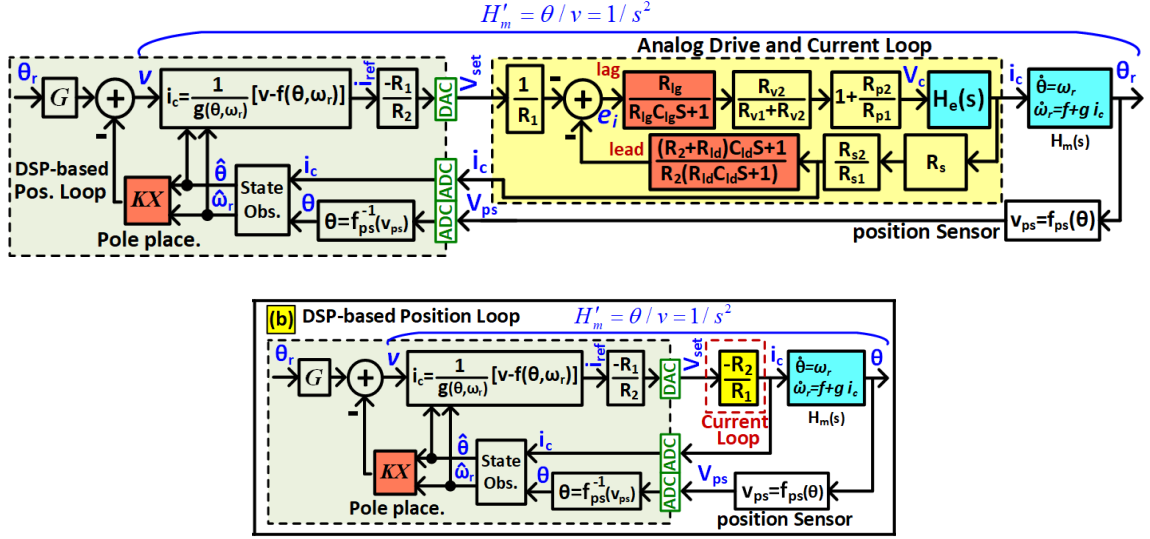 H'm = θ / v = 1/ s²
Analog Drive and Current Loop
θr
G
+
-
v
ic = 1 / g(θ,ωr) [v-f(θ,ωr)]
iref
-R1 / R2
DAC
Vset
1 / R1
-
+
-
ei
lag
Rlg / RlgClgS+1
Rv2 / Rv1+Rv2
1+ Rp2 / Rp1
Vc
He(s)
ic
θ̇=ωr
ω̇r=f+g ic
Hm(s)
θr
lead
(R2+Rld)CldS+1 / R2(RldCldS+1)
Rs2 / Rs1
Rs
DSP-based
Pos. Loop
KX
Pole place.
θ̂
ω̂r
State
Obs.
ic
θ
θ=fps⁻¹(vps)
ADC
ADC
ic
Vps
position Sensor
vps=fps(θ)
(b) DSP-based Position Loop
H'm = θ / v = 1/ s²
θr
G
+
-
v
ic= 1 / g(θ,ωr) [v-f(θ,ωr)]
iref
-R1 / R2
DAC
Vset
-R2 / R1
Current
Loop
ic
θ̇=ωr
ω̇r=f+g ic
Hm(s)
θ
KX
Pole place.
θ̂
ω̂r
State
Obs.
ic
θ
θ=fps⁻¹(vps)
ADC
ADC
Vps
vps=fps(θ)
position Sensor